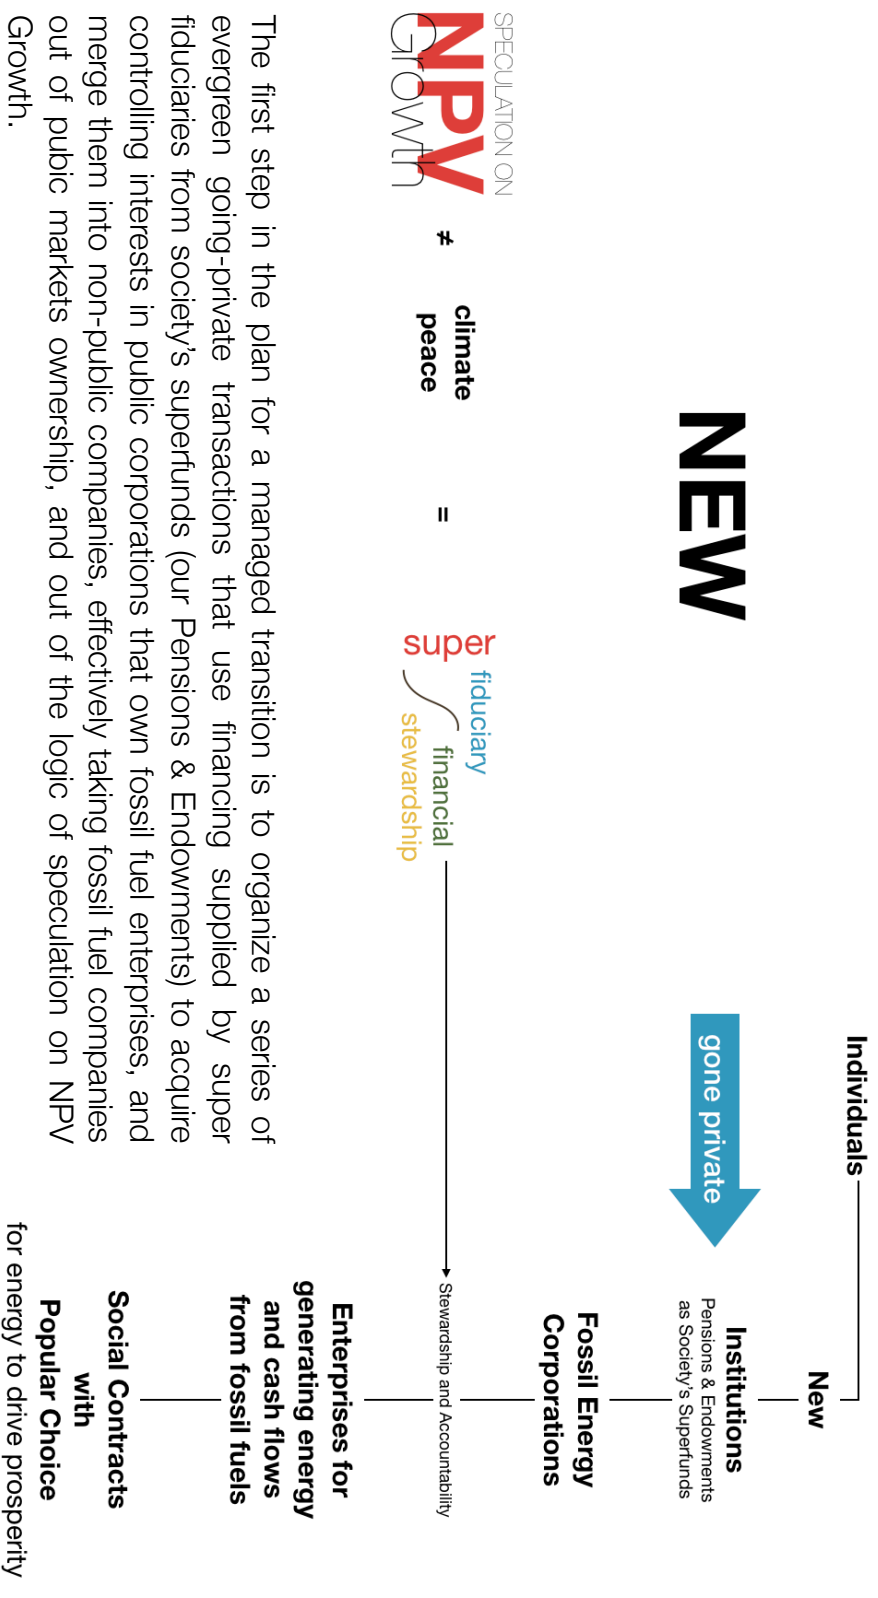 NEW
Individuals
gone private
New
Institutions
Pensions & Endowments
as Society's Superfunds
Fossil Energy
Corporations
SPECULATION ON
NPV
Growth
≠
climate
peace
=
super
fiduciary
financial
stewardship
Stewardship and Accountability
Enterprises for
generating energy
and cash flows
from fossil fuels
Social Contracts
with
Popular Choice
for energy to drive prosperity
The first step in the plan for a managed transition is to organize a series of
evergreen going-private transactions that use financing supplied by super
fiduciaries from society's superfunds (our Pensions & Endowments) to acquire
controlling interests in public corporations that own fossil fuel enterprises, and
merge them into non-public companies, effectively taking fossil fuel companies
out of pubic markets ownership, and out of the logic of speculation on NPV
Growth.